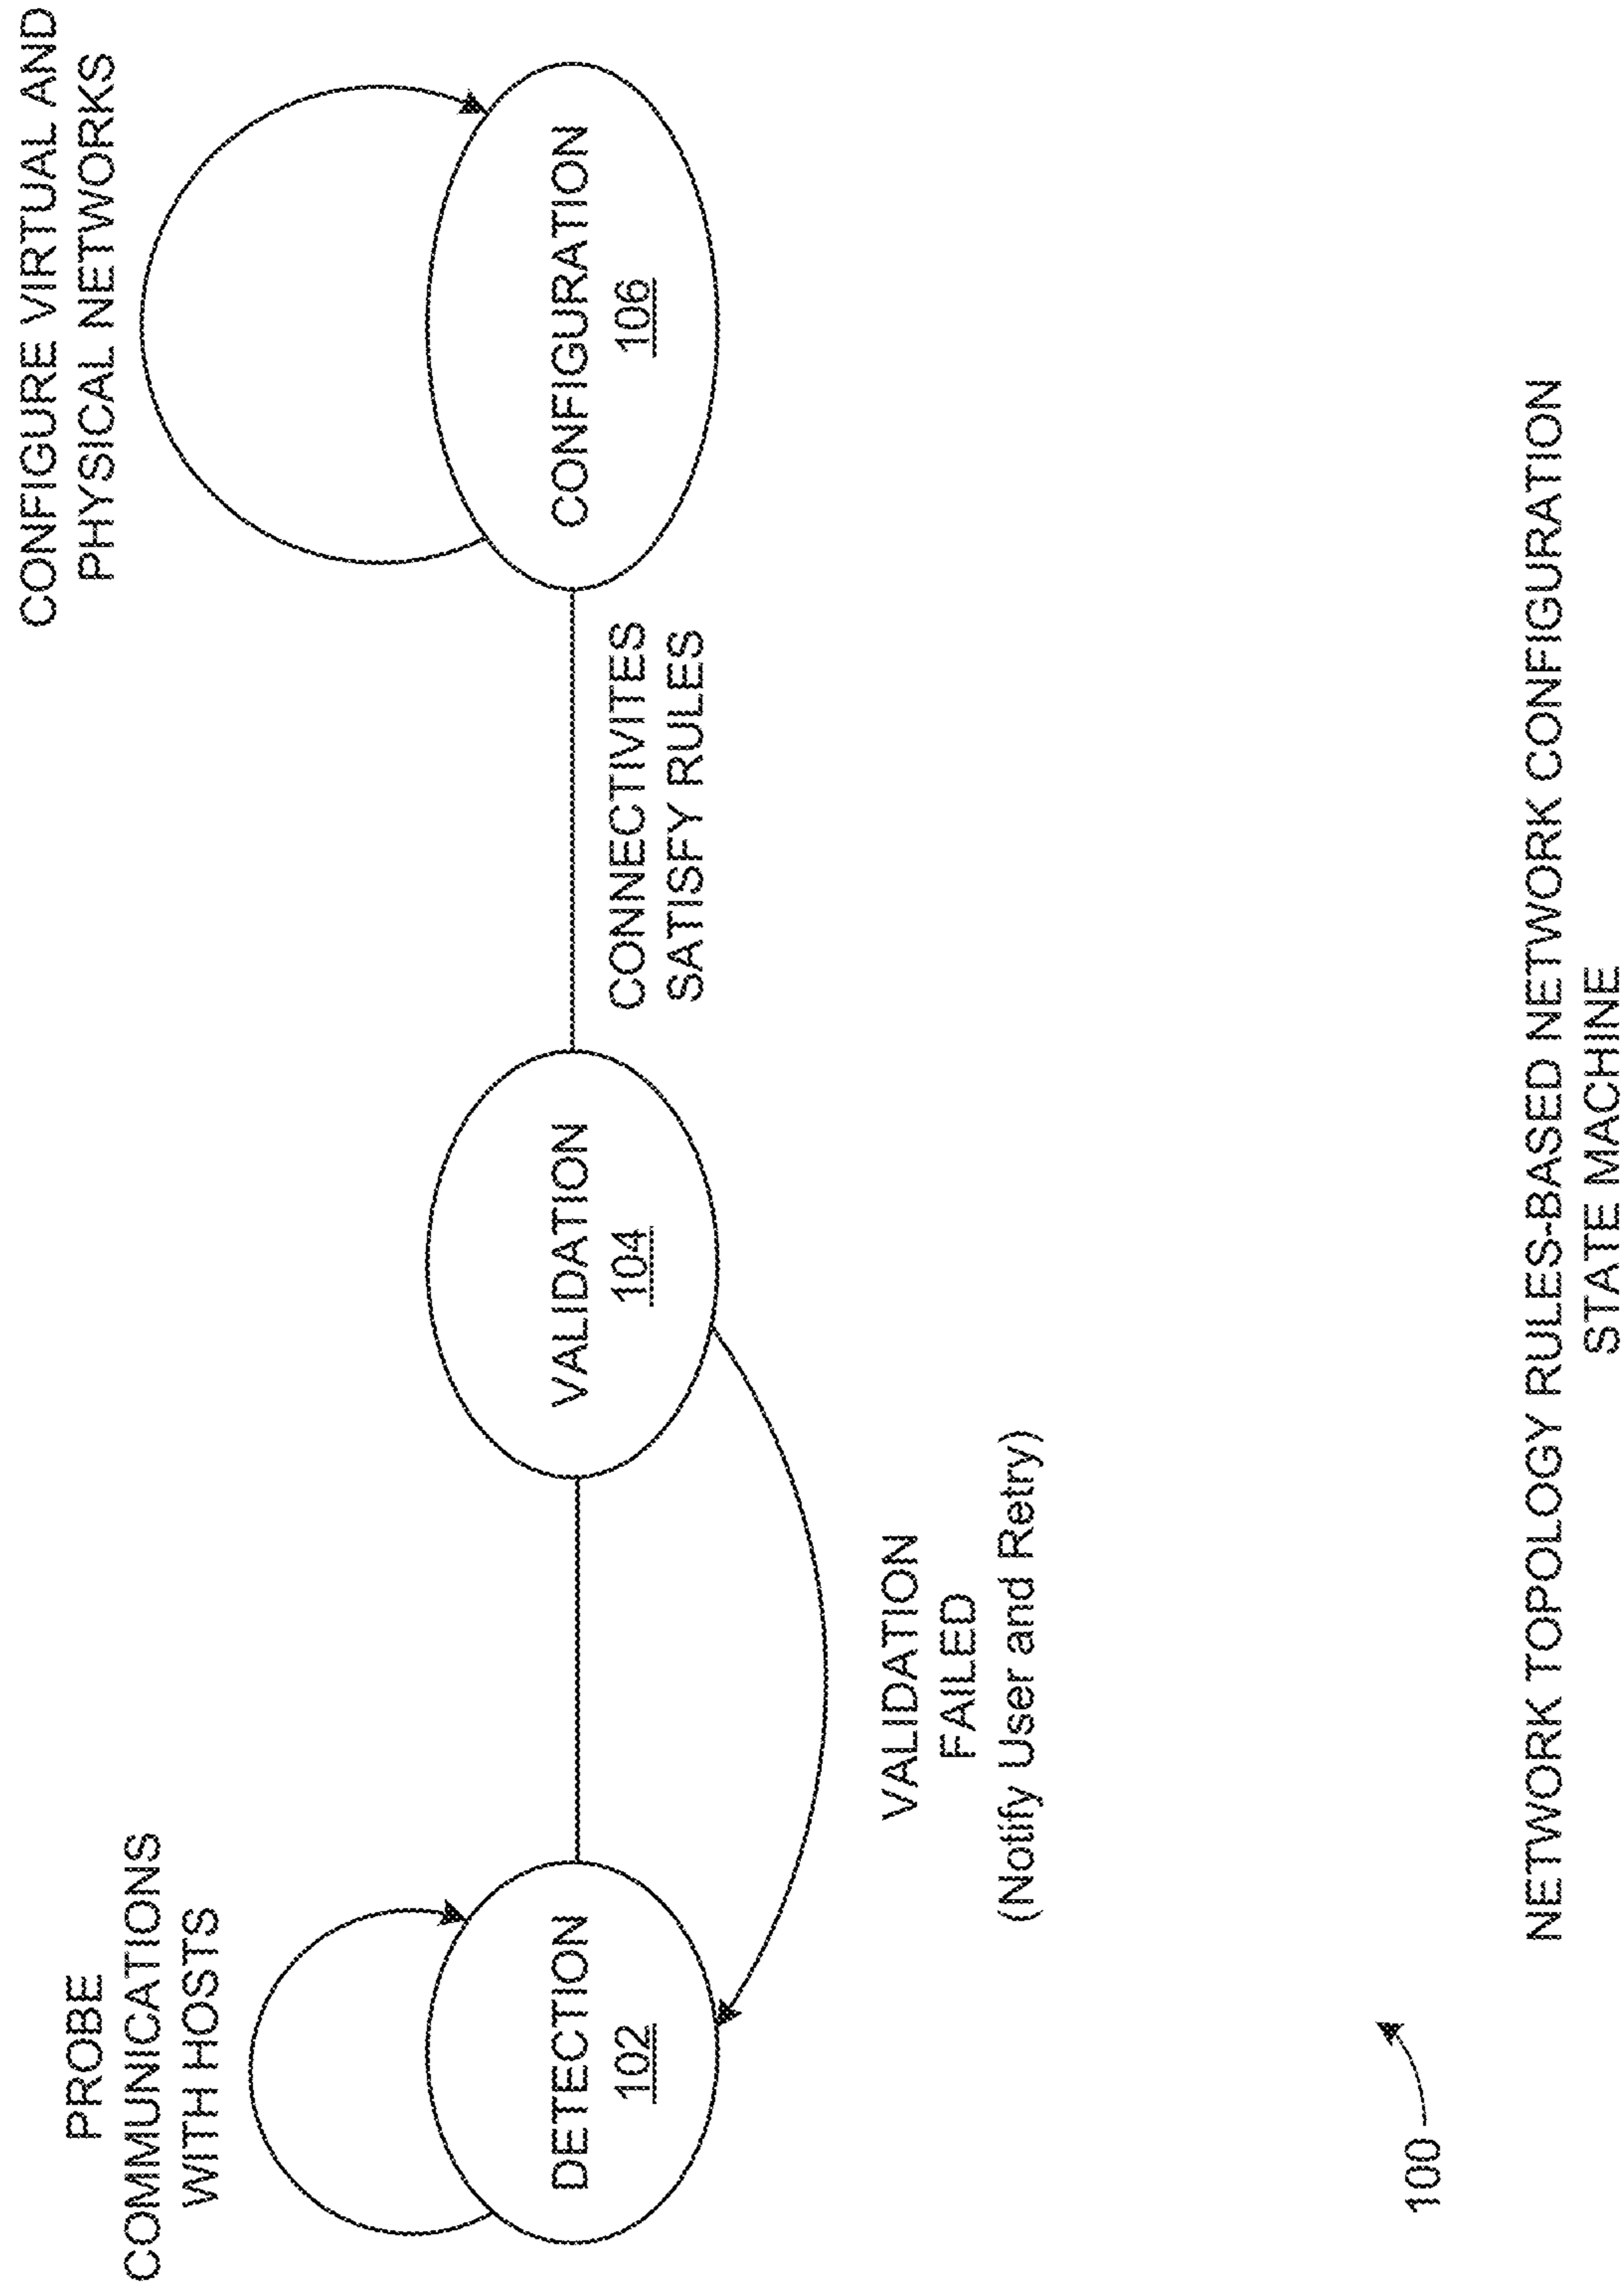 PROBE
COMMUNICATIONS
WITH HOSTS
CONFIGURE VIRTUAL AND
PHYSICAL NETWORKS
DETECTION
102
VALIDATION
104
CONFIGURATION
106
CONNECTIVITES
SATISFY RULES
VALIDATION
FAILED
(Notify User and Retry)
100
NETWORK TOPOLOGY RULES-BASED NETWORK CONFIGURATION
STATE MACHINE